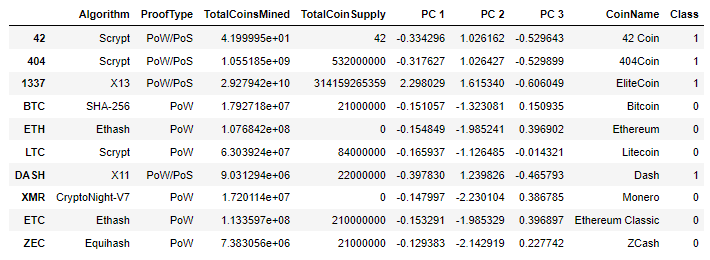 Algorithm ProofType TotalCoinsMined TotalCoinSupply PC 1 PC 2 PC 3 CoinName Class
42 Scrypt PoW/PoS 4.199995e+01 42 -0.334296 1.026162 -0.529643 42 Coin 1
404 Scrypt PoW/PoS 1.055185e+09 532000000 -0.317627 1.026427 -0.529899 404Coin 1
1337 X13 PoW/PoS 2.927942e+10 314159265359 2.298029 1.615340 -0.606049 EliteCoin 1
BTC SHA-256 PoW 1.792718e+07 21000000 -0.151057 -1.323081 0.150935 Bitcoin 0
ETH Ethash PoW 1.076842e+08 0 -0.154849 -1.985241 0.396902 Ethereum 0
LTC Scrypt PoW 6.303924e+07 84000000 -0.165937 -1.126485 -0.014321 Litecoin 0
DASH X11 PoW/PoS 9.031294e+06 22000000 -0.397830 1.239826 -0.465793 Dash 1
XMR CryptoNight-V7 PoW 1.720114e+07 0 -0.147997 -2.230104 0.386785 Monero 0
ETC Ethash PoW 1.133597e+08 210000000 -0.153291 -1.985329 0.396897 Ethereum Classic 0
ZEC Equihash PoW 7.383056e+06 21000000 -0.129383 -2.142919 0.227742 ZCash 0